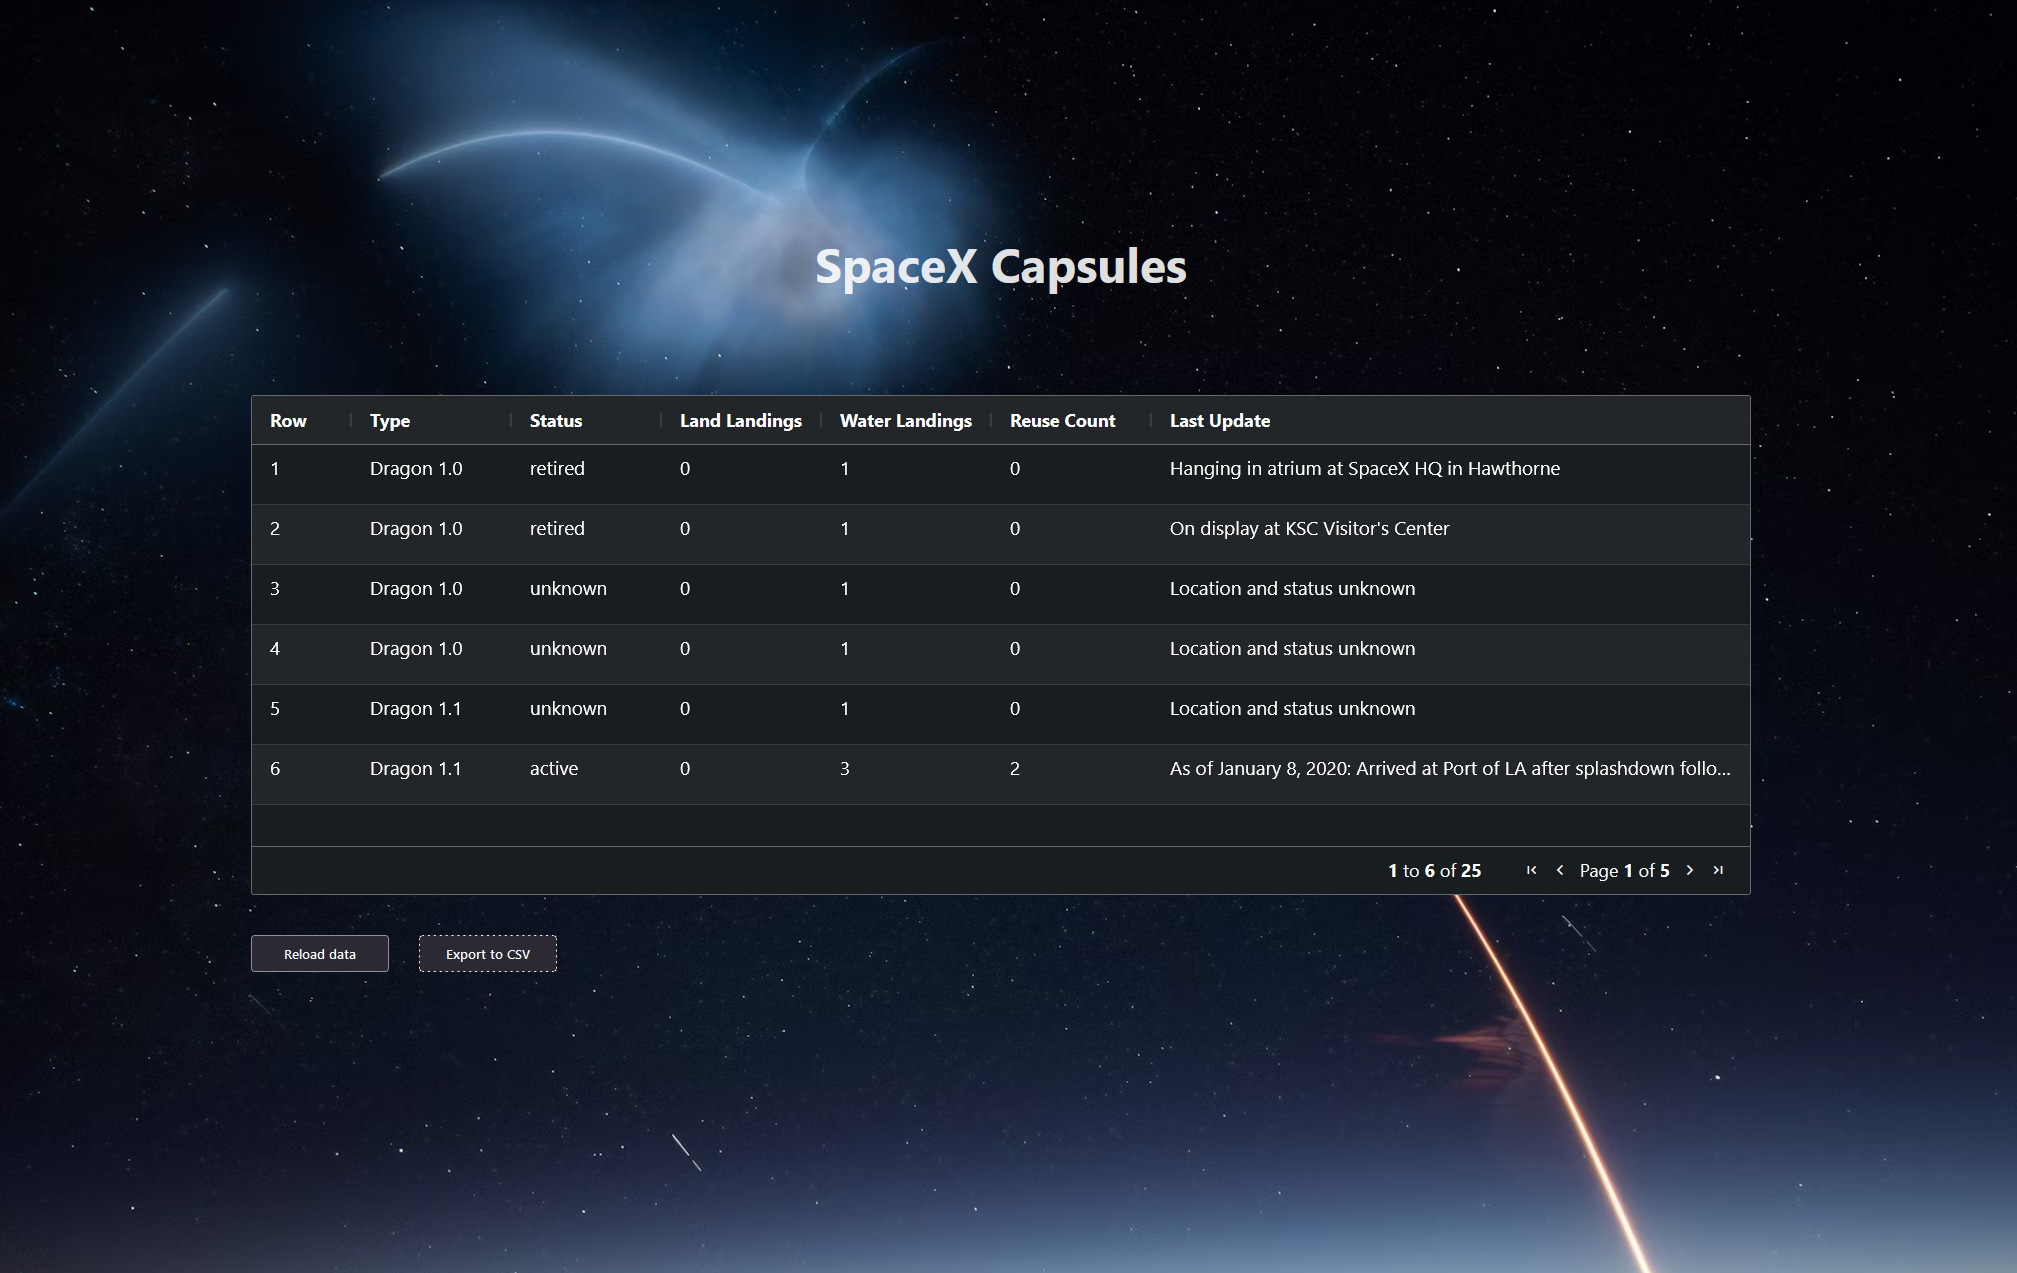 SpaceX Capsules
Row Type Status Land Landings Water Landings Reuse Count Last Update
1 Dragon 1.0 retired 0 1 0 Hanging in atrium at SpaceX HQ in Hawthorne
2 Dragon 1.0 retired 0 1 0 On display at KSC Visitor's Center
3 Dragon 1.0 unknown 0 1 0 Location and status unknown
4 Dragon 1.0 unknown 0 1 0 Location and status unknown
5 Dragon 1.1 unknown 0 1 0 Location and status unknown
6 Dragon 1.1 active 0 3 2 As of January 8, 2020: Arrived at Port of LA after splashdown follo...
1 to 6 of 25 Page 1 of 5
Reload data Export to CSV